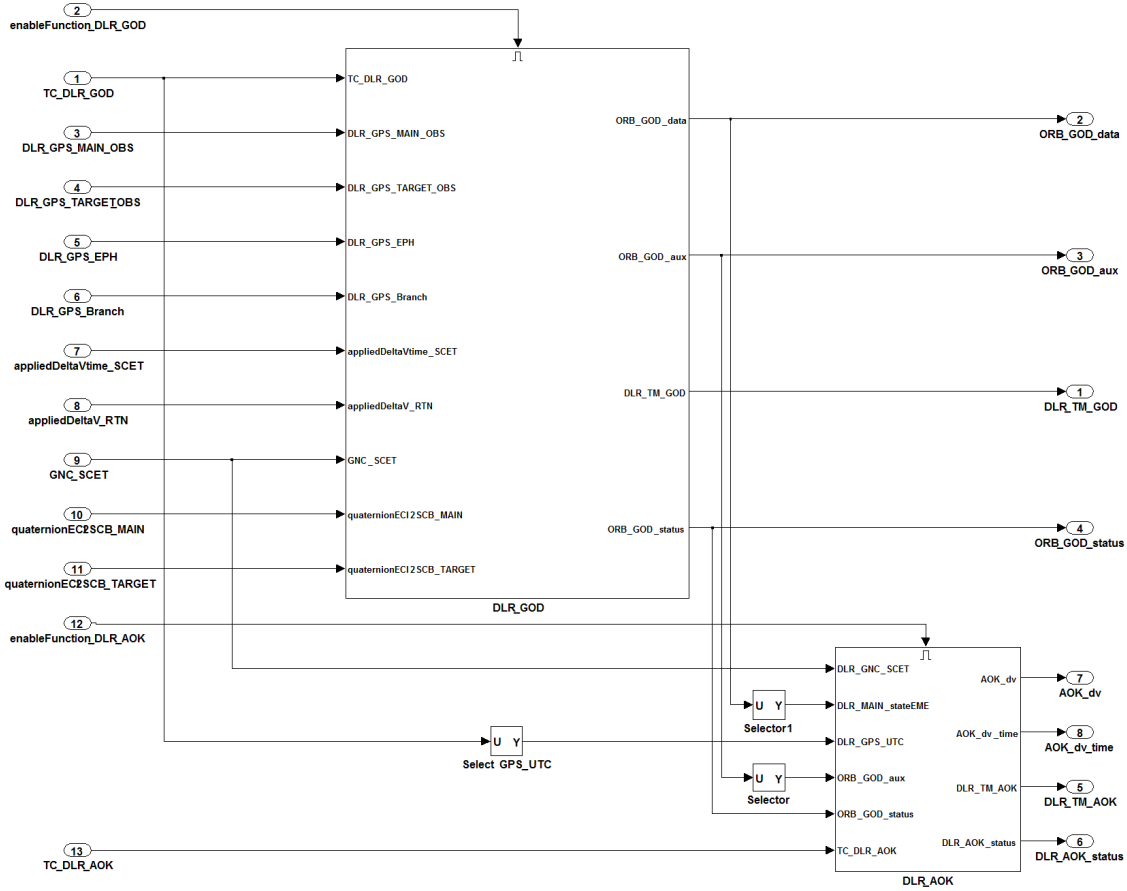 2
enableFunction_DLR_GOD
1
TC_DLR_GOD
3
DLR_GPS_MAIN_OBS
4
DLR_GPS_TARGET_OBS
5
DLR_GPS_EPH
6
DLR_GPS_Branch
7
appliedDeltaVtime_SCET
8
appliedDeltaV_RTN
9
GNC_SCET
10
quaternionECI2SCB_MAIN
11
quaternionECI2SCB_TARGET
12
enableFunction_DLR_AOK
13
TC_DLR_AOK
TC_DLR_GOD
DLR_GPS_MAIN_OBS
DLR_GPS_TARGET_OBS
DLR_GPS_EPH
DLR_GPS_Branch
appliedDeltaVtime_SCET
appliedDeltaV_RTN
GNC_SCET
quaternionECI2SCB_MAIN
quaternionECI2SCB_TARGET
ORB_GOD_data
ORB_GOD_aux
DLR_TM_GOD
ORB_GOD_status
DLR_GOD
2
ORB_GOD_data
3
ORB_GOD_aux
1
DLR_TM_GOD
4
ORB_GOD_status
U Y
Select GPS_UTC
U Y
Selector1
U Y
Selector
DLR_GNC_SCET
DLR_MAIN_stateEME
DLR_GPS_UTC
ORB_GOD_aux
ORB_GOD_status
TC_DLR_AOK
AOK_dv
AOK_dv_time
DLR_TM_AOK
DLR_AOK_status
DLR_AOK
7
AOK_dv
8
AOK_dv_time
5
DLR_TM_AOK
6
DLR_AOK_status